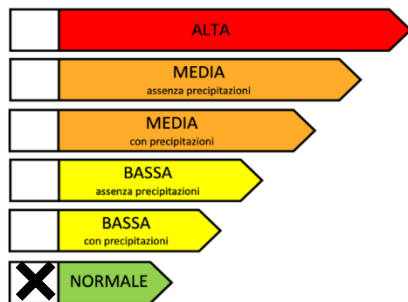 ALTA
MEDIA
assenza precipitazioni
MEDIA
con precipitazioni
BASSA
assenza precipitazioni
BASSA
con precipitazioni
NORMALE